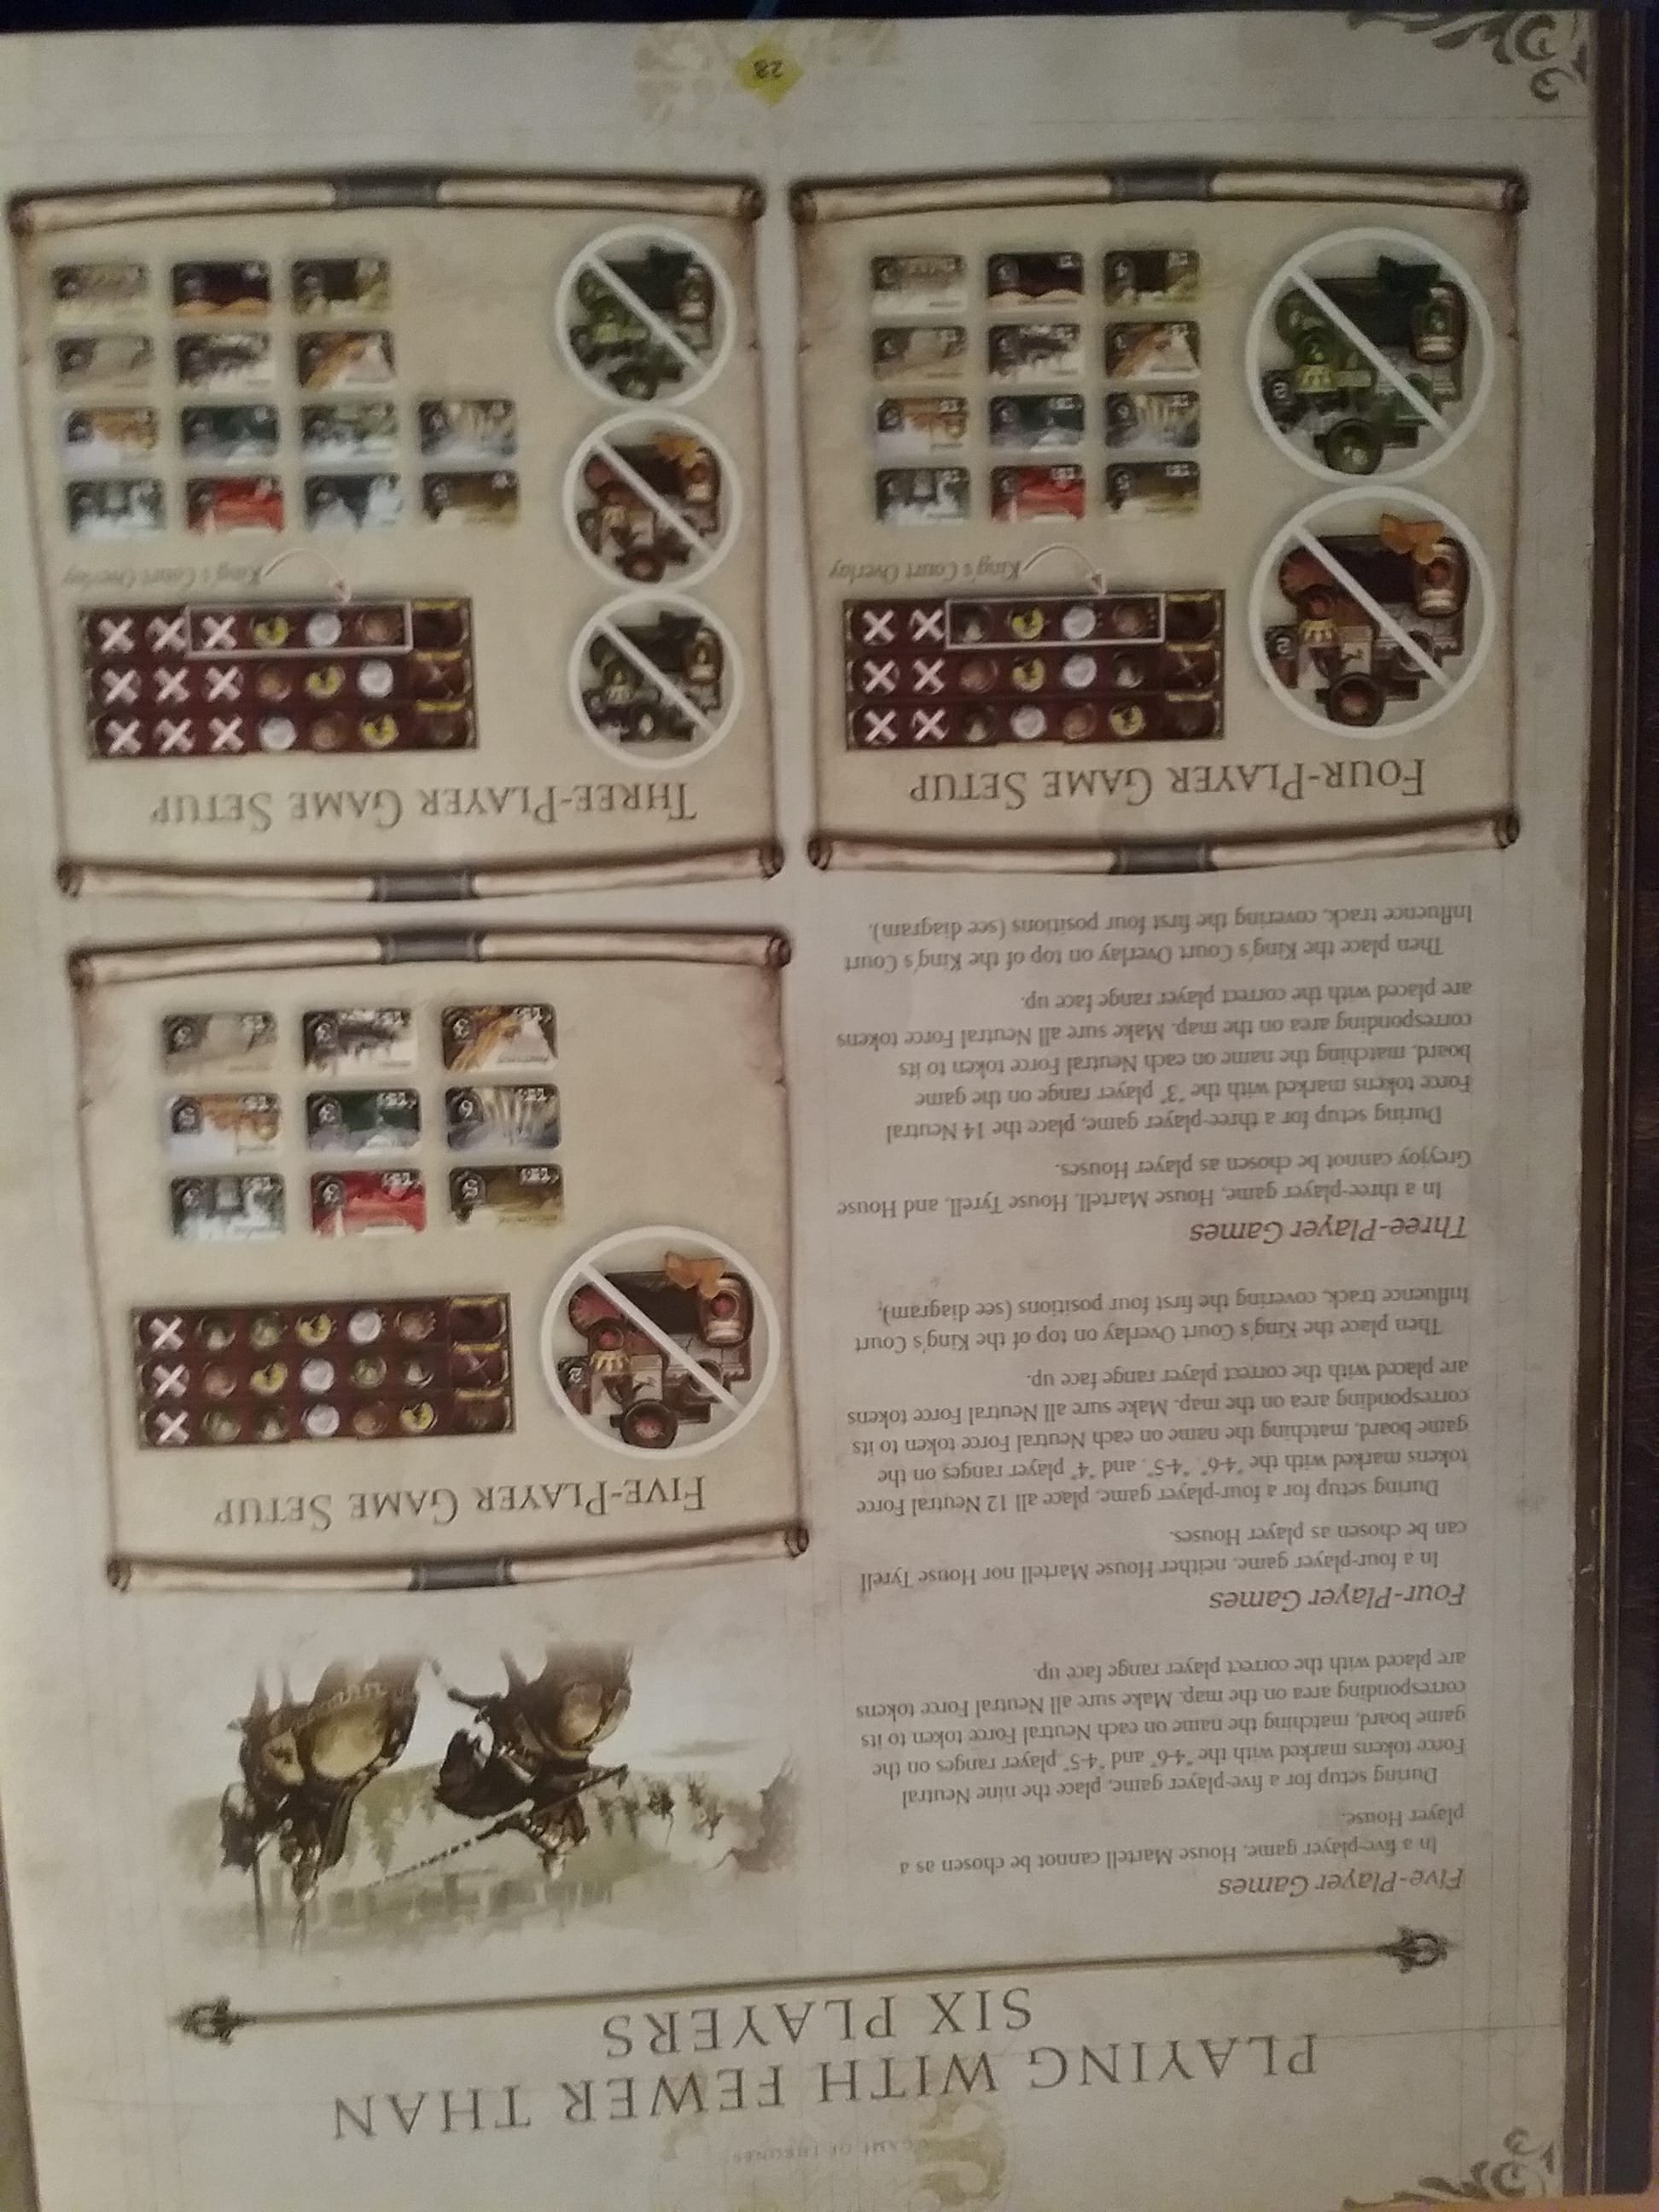 A GAME OF THRONES
PLAYING WITH FEWER THAN
SIX PLAYERS
Five-Player Games
In a five-player game, House Martell cannot be chosen as a
player House.
During setup for a five-player game, place the nine Neutral
Force tokens marked with the "4-6" and "4-5" player ranges on the
game board, matching the name on each Neutral Force token to its
corresponding area on the map. Make sure all Neutral Force tokens
are placed with the correct player range face up.
Four-Player Games
In a four-player game, neither House Martell nor House Tyrell
can be chosen as player Houses.
During setup for a four-player game, place all 12 Neutral Force
tokens marked with the "4-6", "4-5", and "4" player ranges on the
game board, matching the name on each Neutral Force token to its
corresponding area on the map. Make sure all Neutral Force tokens
are placed with the correct player range face up.
Then place the King's Court Overlay on top of the King's Court
Influence track, covering the first four positions (see diagram).
Three-Player Games
In a three-player game, House Martell, House Tyrell, and House
Greyjoy cannot be chosen as player Houses.
During setup for a three-player game, place the 14 Neutral
Force tokens marked with the "3" player range on the game
board, matching the name on each Neutral Force token to its
corresponding area on the map. Make sure all Neutral Force tokens
are placed with the correct player range face up.
Then place the King's Court Overlay on top of the King's Court
Influence track, covering the first four positions (see diagram).
FIVE-PLAYER GAME SETUP
FOUR-PLAYER GAME SETUP
King's Court Overlay
THREE-PLAYER GAME SETUP
King's Court Overlay
28